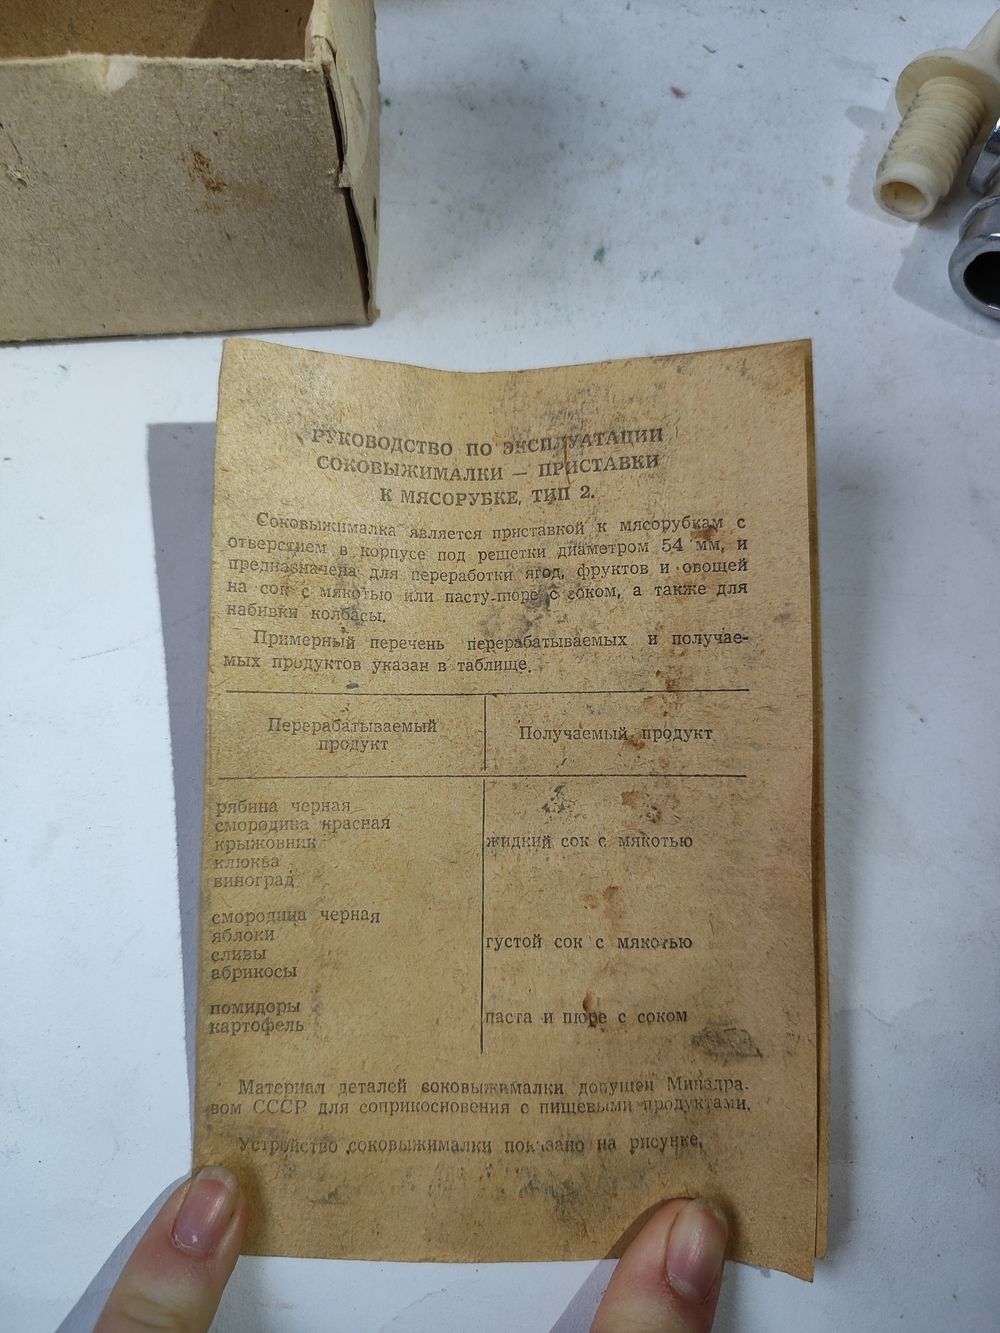 РУКОВОДСТВО ПО ЭКСПЛУАТАЦИИ
СОКОВЫЖИМАЛКИ — ПРИСТАВКИ
К МЯСОРУБКЕ, ТИП 2.
Соковыжималка является приставкой к мясорубкам с
отверстием в корпусе под решетки диаметром 54 мм, и
предназначена для переработки ягод, фруктов и овощей
на сок с мякотью или пасту-пюре с соком, а также для
набивки колбасы.
Примерный перечень перерабатываемых и получае-
мых продуктов указан в таблице.
Перерабатываемый
продукт
Получаемый продукт
рябина черная
смородина красная
крыжовник
клюква
виноград
жидкий сок с мякотью
смородина черная
яблоки
сливы
абрикосы
густой сок с мякотью
помидоры
картофель
паста и пюре с соком
Материал деталей соковыжималки допущен Минздра-
вом СССР для соприкосновения с пищевыми продуктами.
Устройство соковыжималки показано на рисунке.